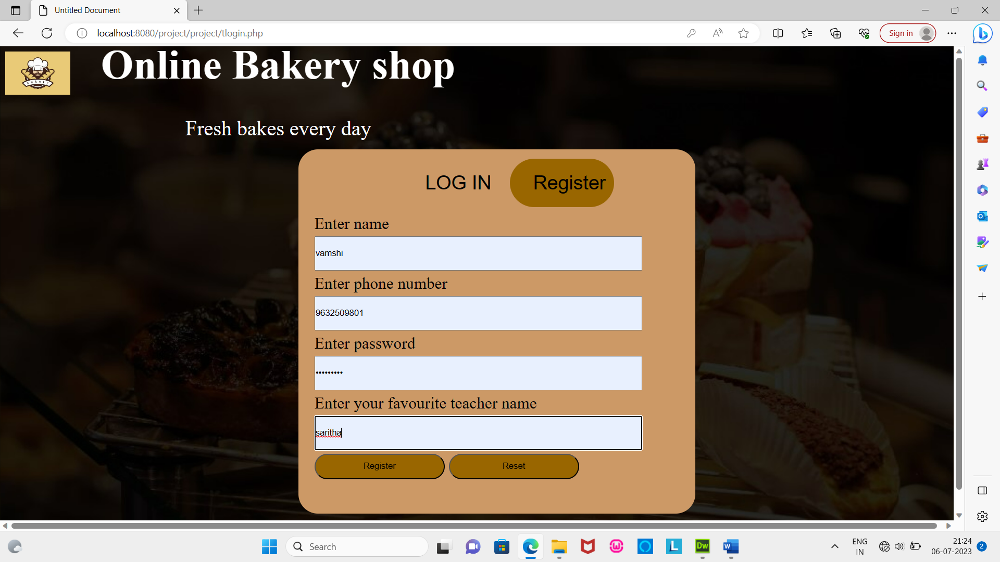 Untitled Document
localhost:8080/project/project/tlogin.php
Sign in
bakery
Online Bakery shop
Fresh bakes every day
LOG IN
Register
Enter name
vamshi
Enter phone number
9632509801
Enter password
•••••••••
Enter your favourite teacher name
saritha
Register
Reset
Search
Dw
ENG
IN
21:24
06-07-2023
2